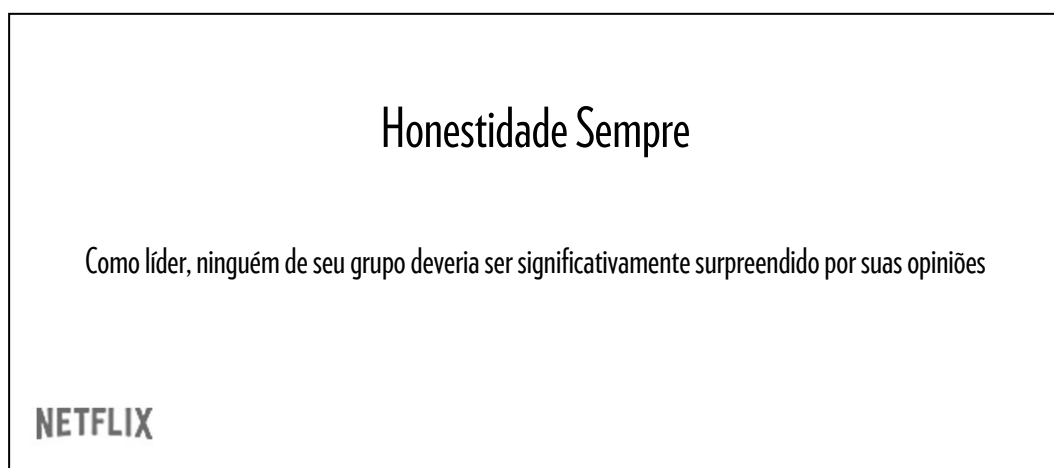 Honestidade Sempre
Como líder, ninguém de seu grupo deveria ser significativamente surpreendido por suas opiniões
NETFLIX